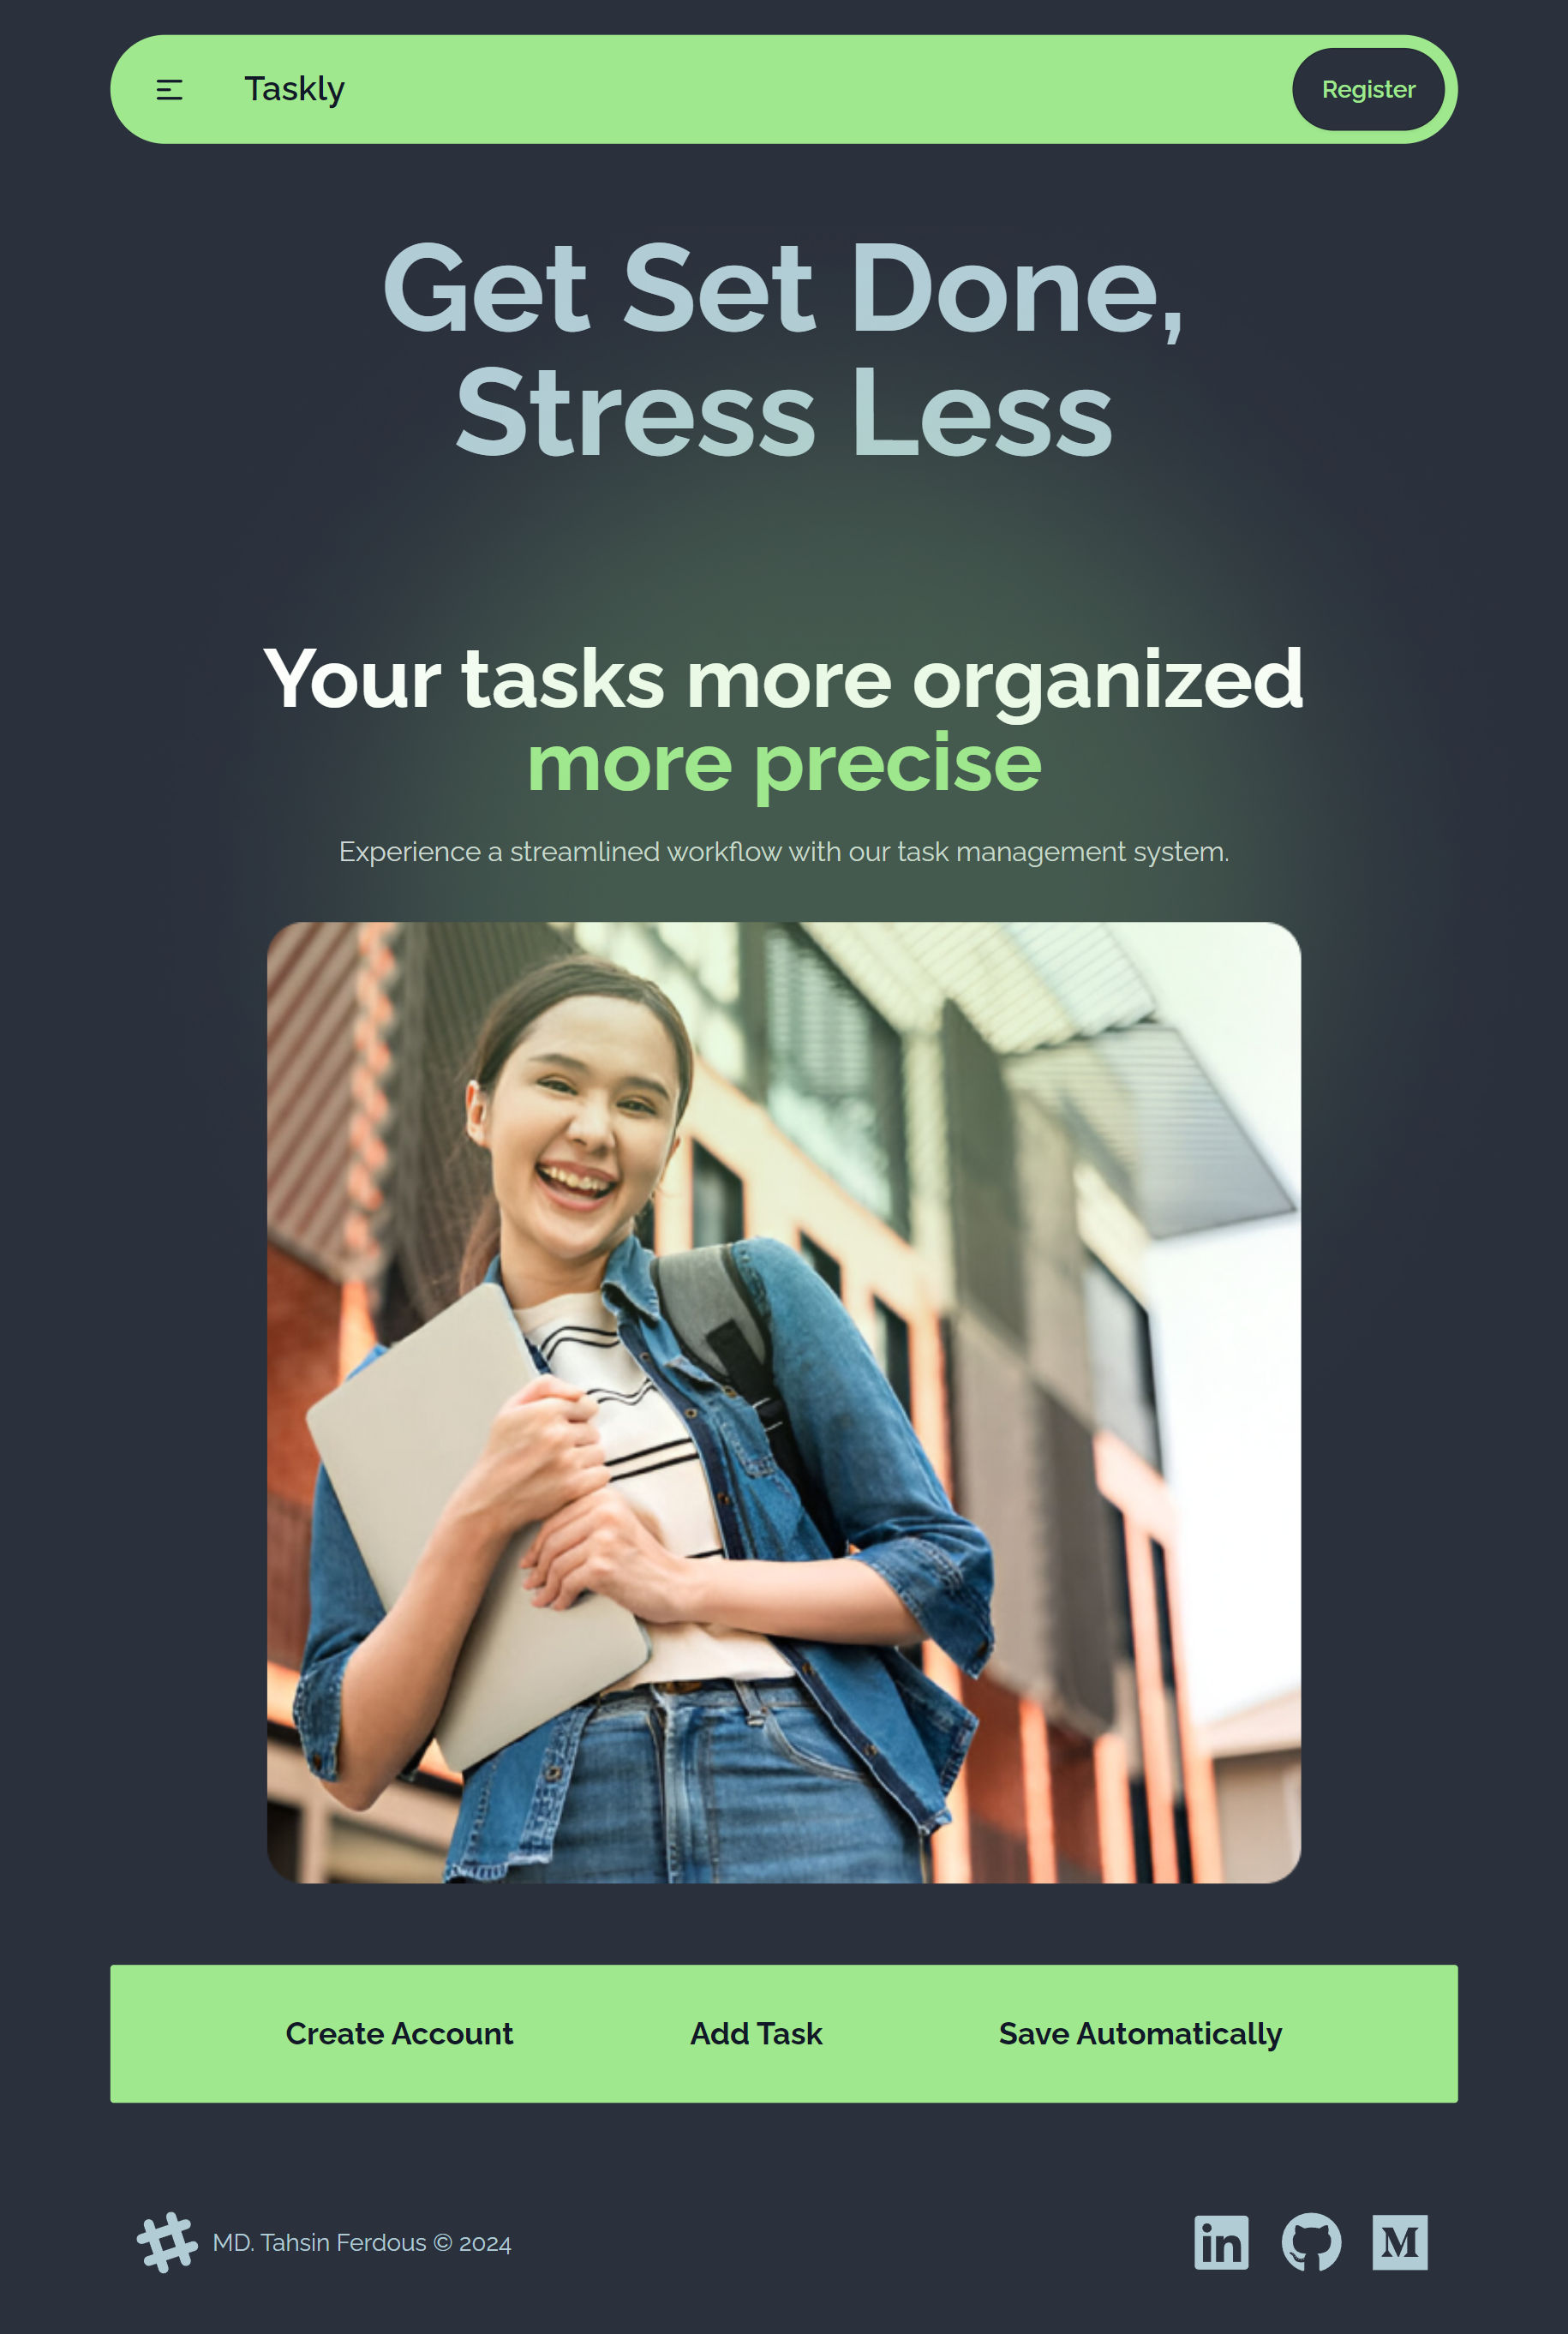 Taskly
Register
Get Set Done,
Stress Less
Your tasks more organized
more precise
Experience a streamlined workflow with our task management system.
Create Account
Add Task
Save Automatically
MD. Tahsin Ferdous © 2024
in
M